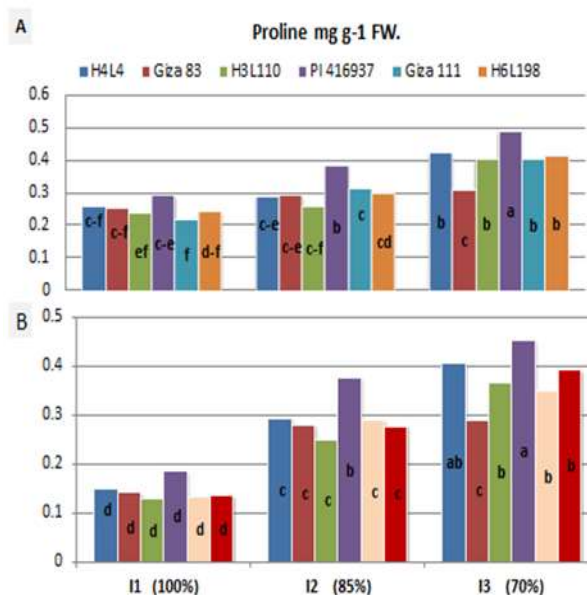 A
Proline mg g-1 FW.
H4L4 Giza 83 H3L110 PI 416937 Giza 111 H6L198
0.6
0.5
0.4
0.3
0.2
0.1
0
c-f c-f ef c-e f d-f
c-e c-e c-f b c cd
b c b a b b
B
0.5
0.4
0.3
0.2
0.1
0
d d d d d d
c c c b c c
ab c b a b b
I1 (100%) I2 (85%) I3 (70%)